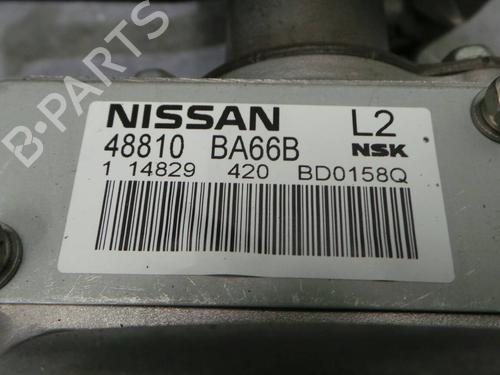 B-PARTS
NISSAN L2
48810 BA66B NSK
1 14829 420 BD0158Q